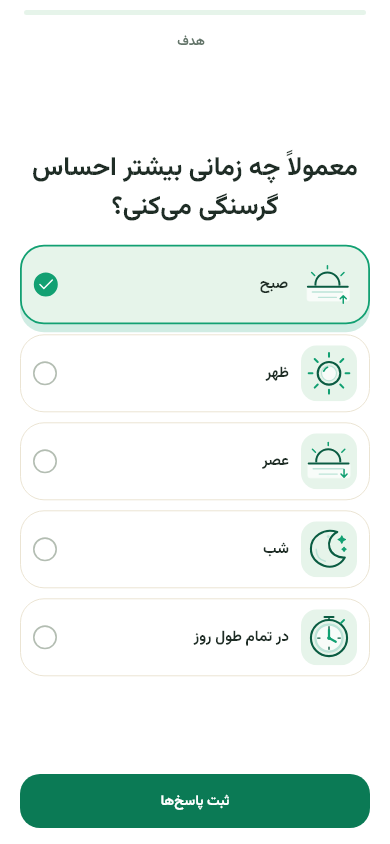 هدف
معمولاً چه زمانی بیشتر احساس
گرسنگی می‌کنی؟
صبح
ظهر
عصر
شب
در تمام طول روز
ثبت پاسخ‌ها